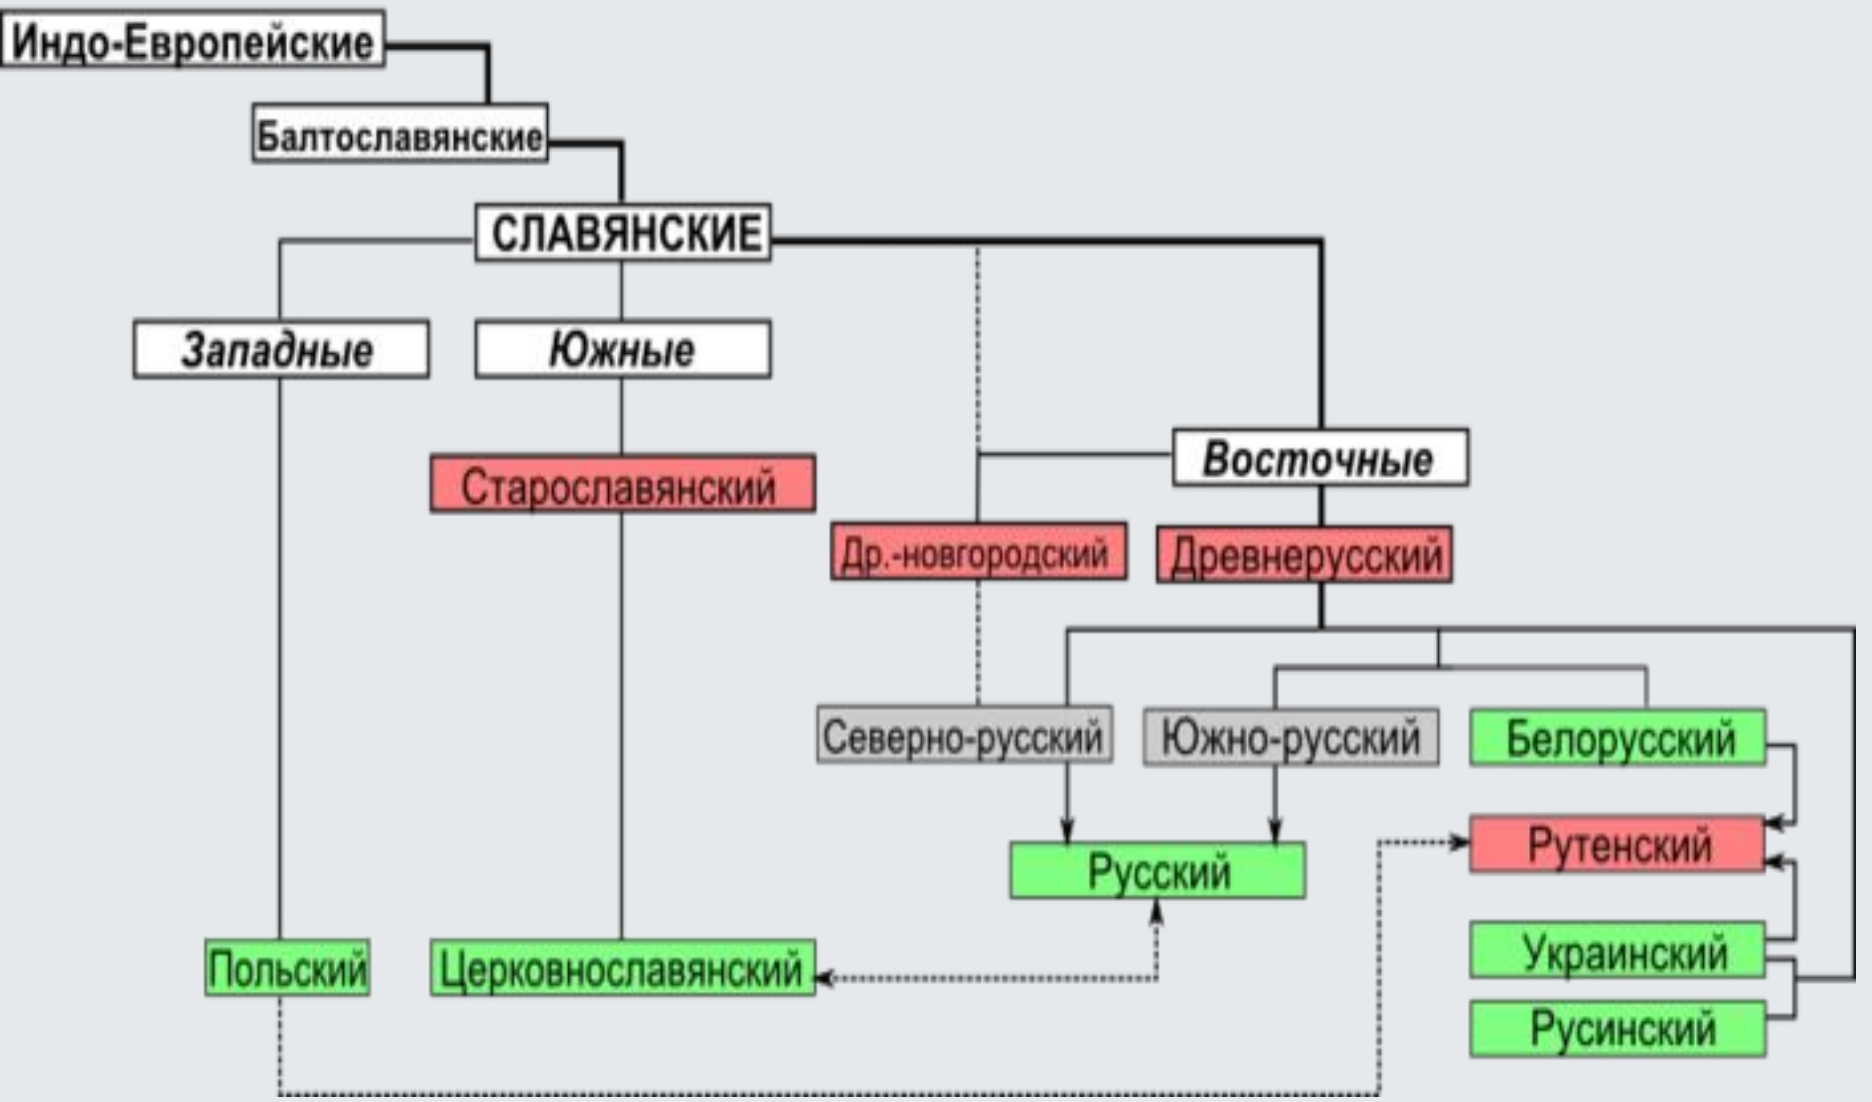 Индо-Европейские
Балтославянские
СЛАВЯНСКИЕ
Западные
Южные
Восточные
Старославянский
Др.-новгородский
Древнерусский
Северно-русский
Южно-русский
Белорусский
Рутенский
Русский
Украинский
Польский
Церковнославянский
Русинский